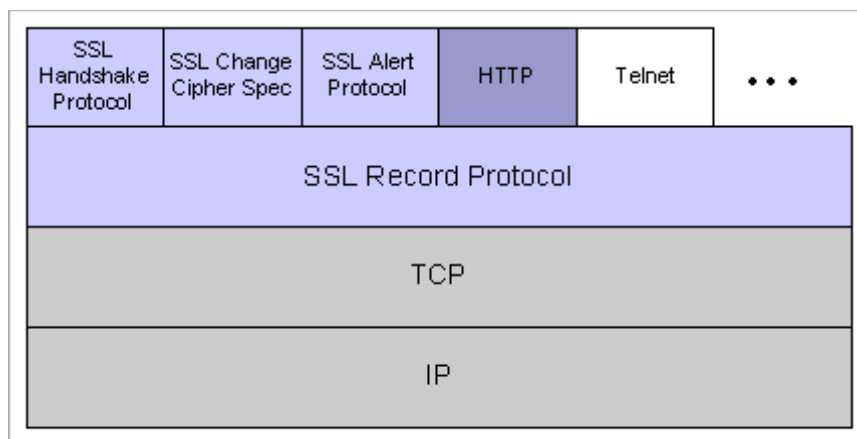 SSL
Handshake
Protocol
SSL Change
Cipher Spec
SSL Alert
Protocol
HTTP
Telnet
...
SSL Record Protocol
TCP
IP